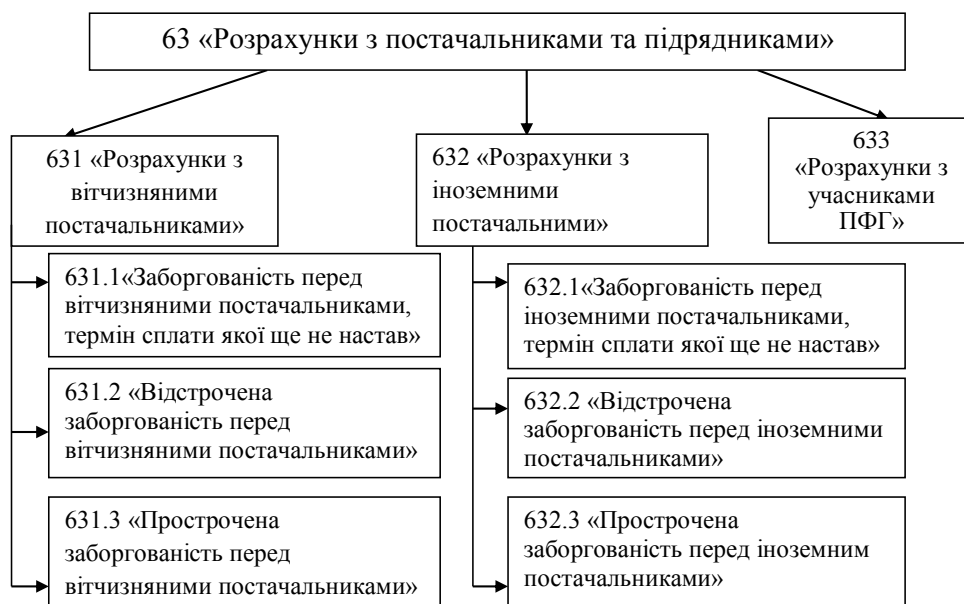 63 «Розрахунки з постачальниками та підрядниками»
631 «Розрахунки з
вітчизняними
постачальниками»
632 «Розрахунки з
іноземними
постачальними»
633
«Розрахунки з
учасниками
ПФГ»
631.1«Заборгованість перед
вітчизняними постачальниками,
термін сплати якої ще не настав»
631.2 «Відстрочена
заборгованість перед
вітчизняними постачальниками»
631.3 «Прострочена
заборгованість перед
вітчизняними постачальниками»
632.1«Заборгованість перед
іноземними постачальниками,
термін сплати якої ще не настав»
632.2 «Відстрочена
заборгованість перед іноземними
постачальниками»
632.3 «Прострочена
заборгованість перед іноземним
постачальниками»